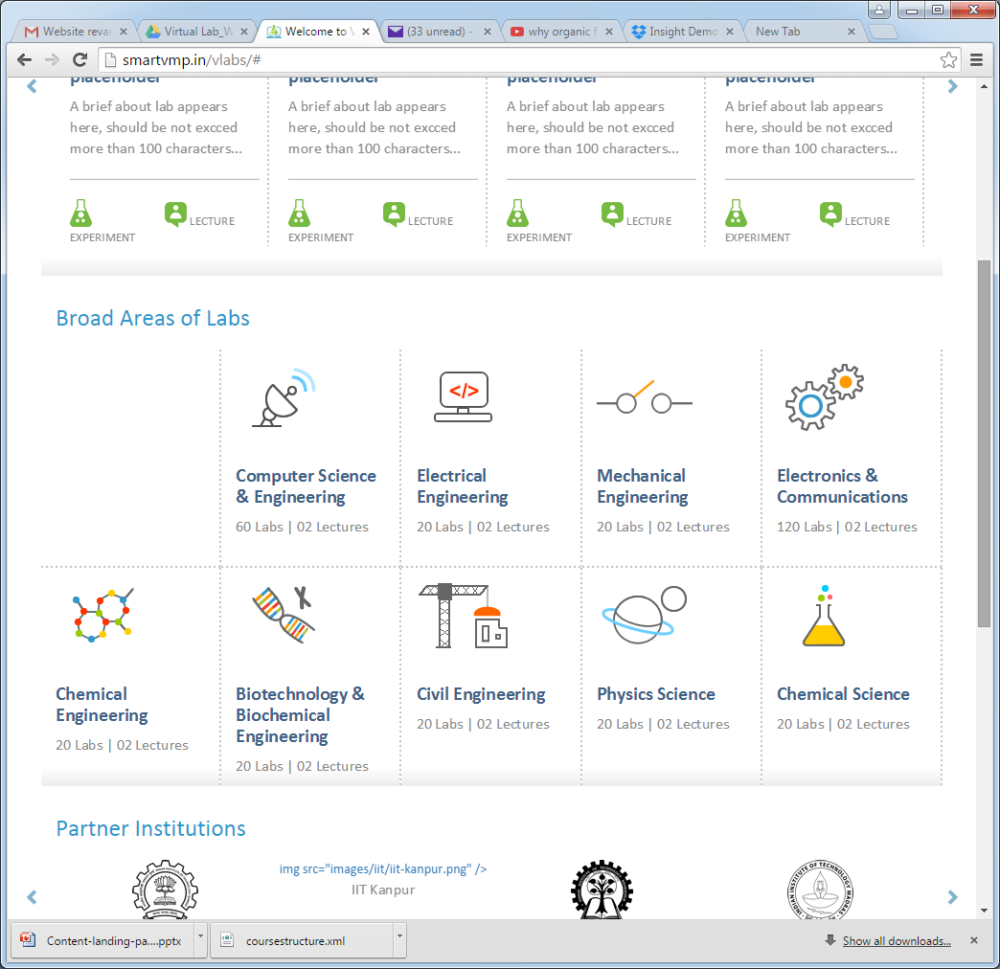 Website revar
Virtual Lab_W
Welcome to V
(33 unread) -
why organic f
Insight Demo
New Tab
smartvmp.in/vlabs/#
placeholder placeholder placeholder placeholder
A brief about lab appears A brief about lab appears A brief about lab appears A brief about lab appears
here, should be not excced here, should be not excced here, should be not excced here, should be not excced
more than 100 characters... more than 100 characters... more than 100 characters... more than 100 characters...
LECTURE LECTURE LECTURE LECTURE
EXPERIMENT EXPERIMENT EXPERIMENT EXPERIMENT
Broad Areas of Labs
</>
Computer Science
& Engineering
60 Labs | 02 Lectures
Electrical
Engineering
20 Labs | 02 Lectures
Mechanical
Engineering
20 Labs | 02 Lectures
Electronics &
Communications
120 Labs | 02 Lectures
Chemical
Engineering
20 Labs | 02 Lectures
Biotechnology &
Biochemical
Engineering
20 Labs | 02 Lectures
Civil Engineering
20 Labs | 02 Lectures
Physics Science
20 Labs | 02 Lectures
Chemical Science
20 Labs | 02 Lectures
Partner Institutions
img src="images/iit/iit-kanpur.png" />
IIT Kanpur
INDIAN INSTITUTE OF TECHNOLOGY MADRAS
Content-landing-pa....pptx
coursestructure.xml
Show all downloads...